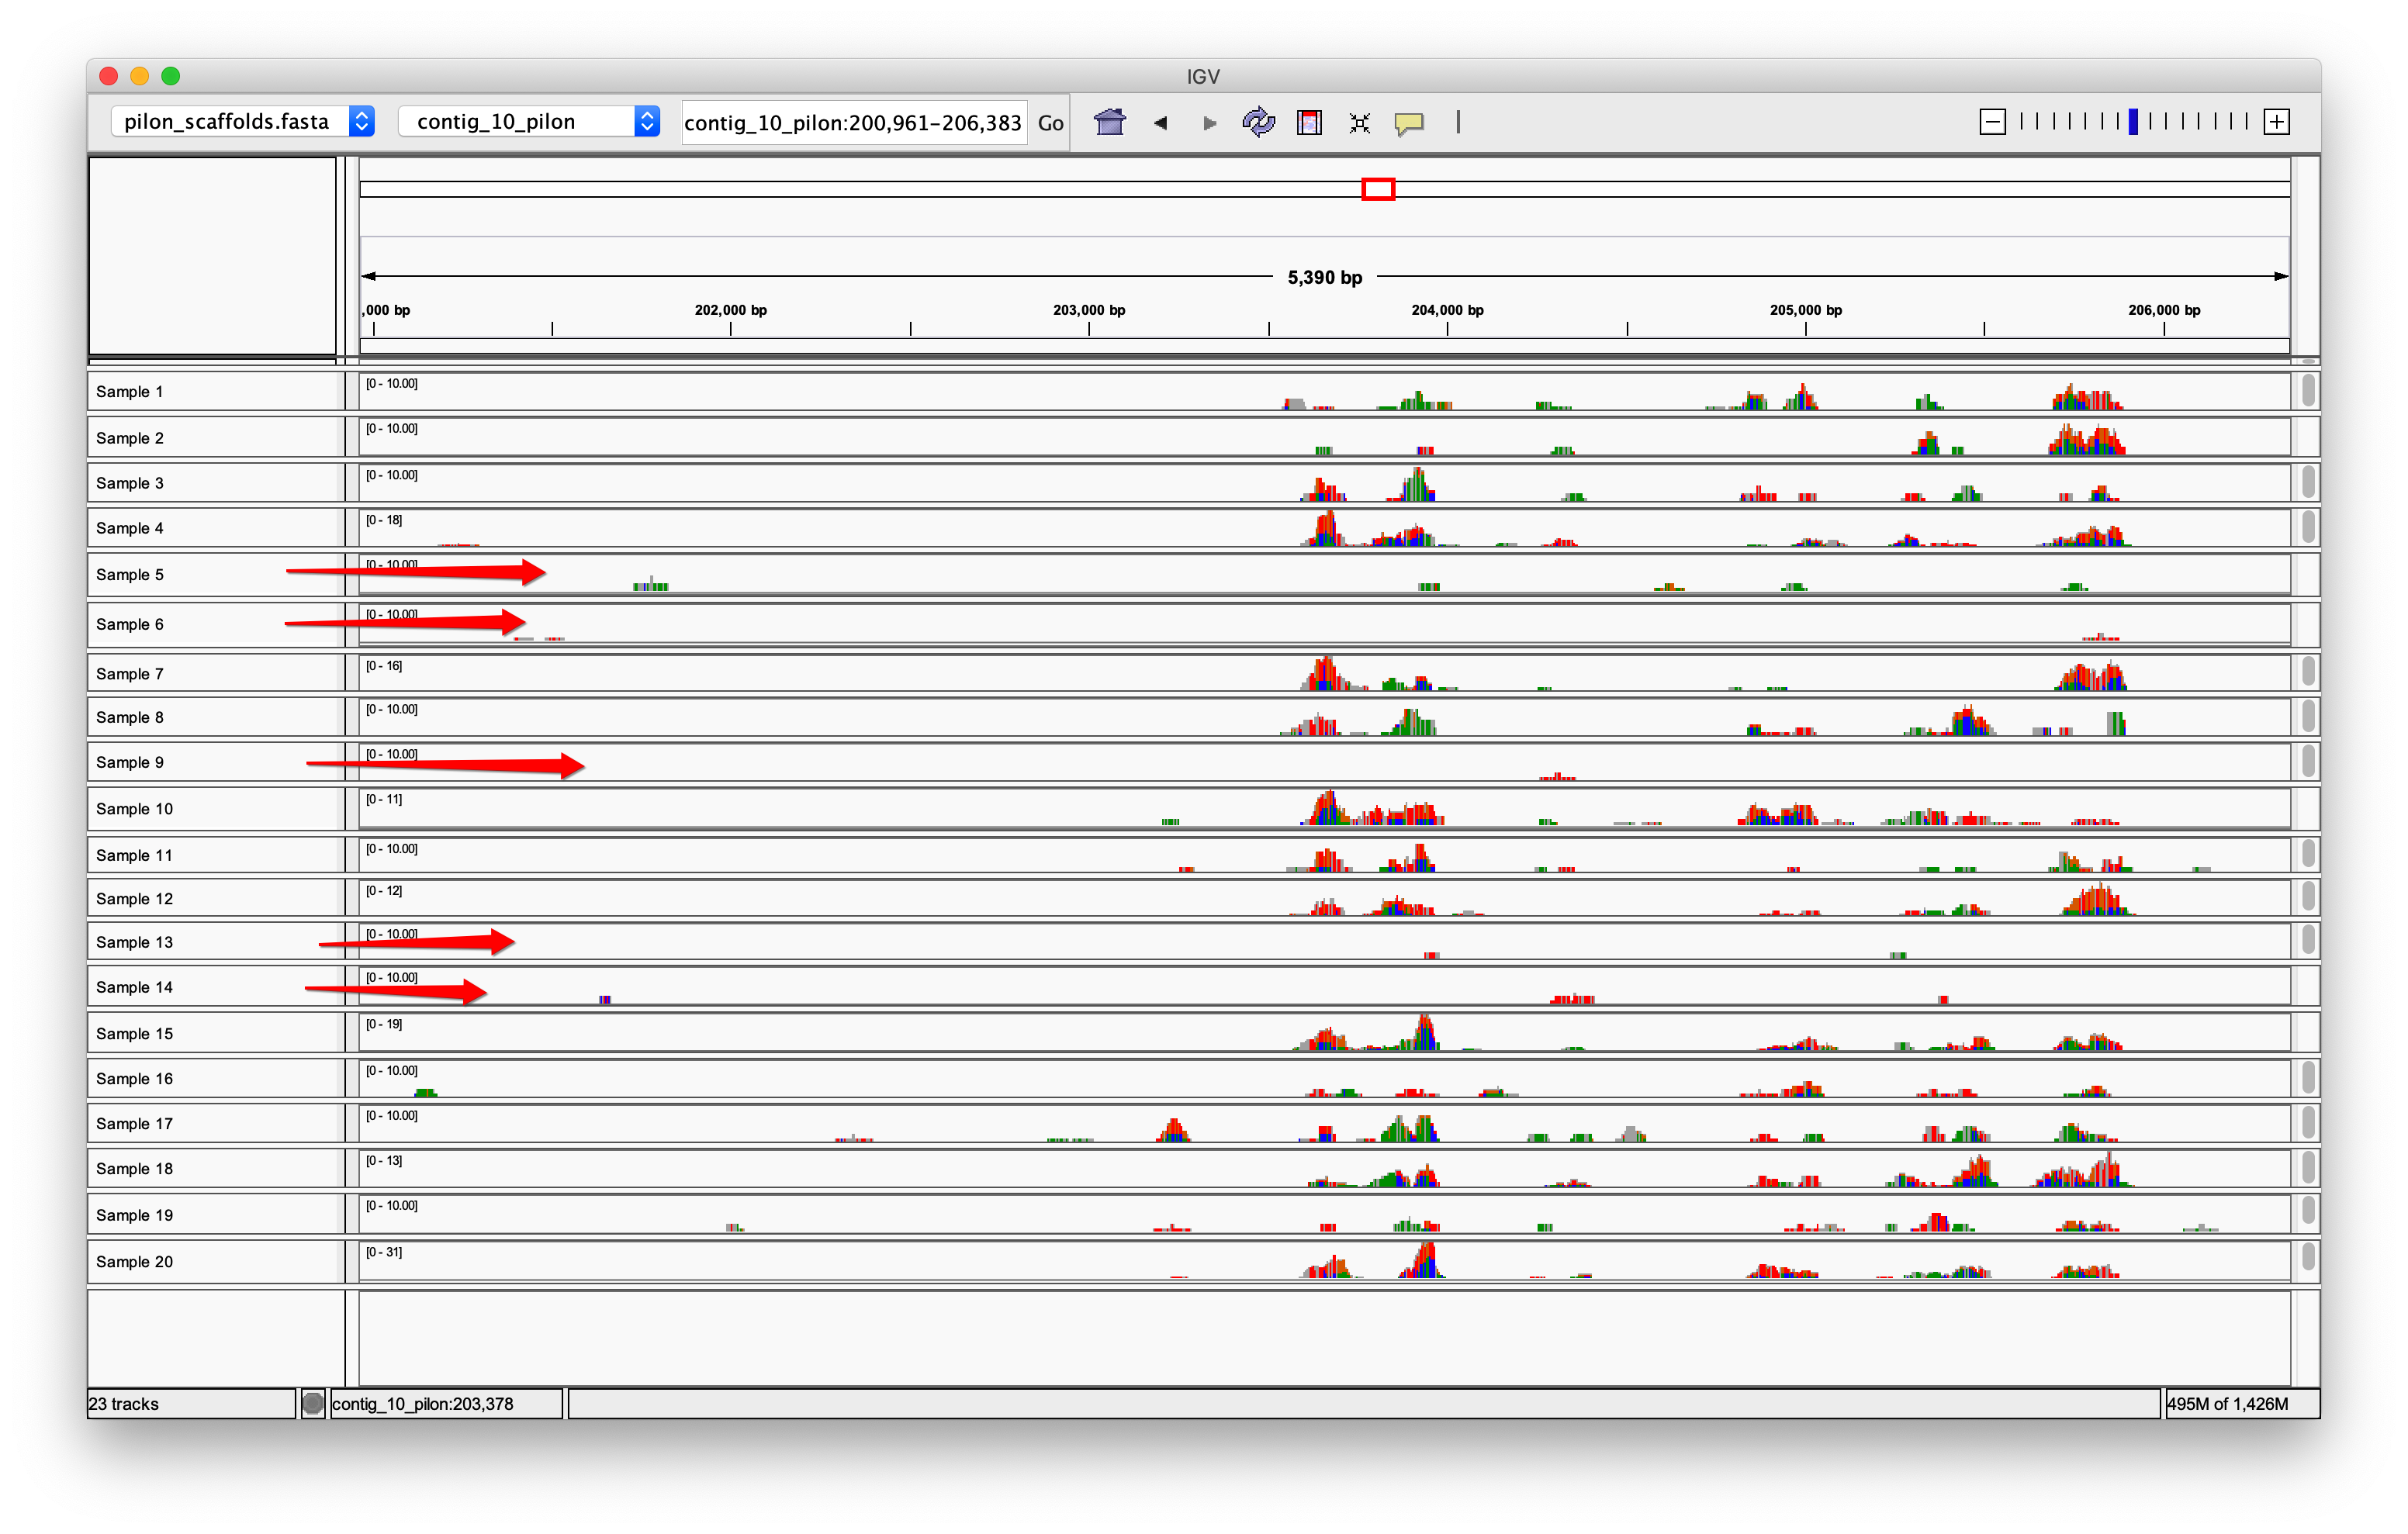 IGV
pilon_scaffolds.fasta contig_10_pilon contig_10_pilon:200,961-206,383 Go
5,390 bp
,000 bp 202,000 bp 203,000 bp 204,000 bp 205,000 bp 206,000 bp
Sample 1 [0 - 10.00]
Sample 2 [0 - 10.00]
Sample 3 [0 - 10.00]
Sample 4 [0 - 18]
Sample 5 [0 - 10.00]
Sample 6 [0 - 10.00]
Sample 7 [0 - 16]
Sample 8 [0 - 10.00]
Sample 9 [0 - 10.00]
Sample 10 [0 - 11]
Sample 11 [0 - 10.00]
Sample 12 [0 - 12]
Sample 13 [0 - 10.00]
Sample 14 [0 - 10.00]
Sample 15 [0 - 19]
Sample 16 [0 - 10.00]
Sample 17 [0 - 10.00]
Sample 18 [0 - 13]
Sample 19 [0 - 10.00]
Sample 20 [0 - 31]
23 tracks contig_10_pilon:203,378 495M of 1,426M